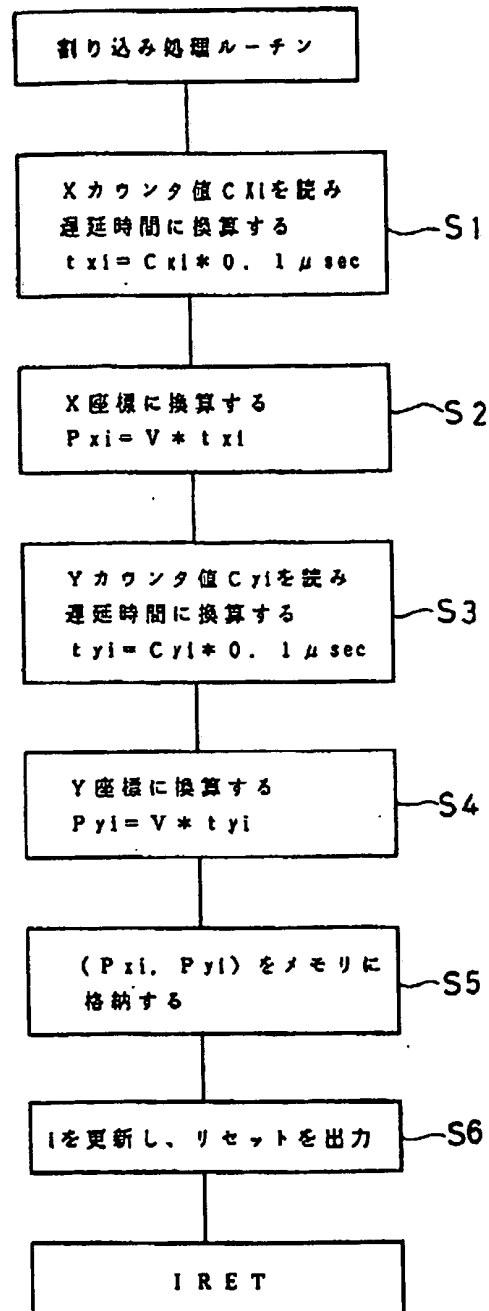 割り込み処理ルーチン
Xカウンタ値CXiを読み
遅延時間に換算する
txi=Cxi*0.1μsec
S1
X座標に換算する
Pxi=V*txi
S2
Yカウンタ値Cyiを読み
遅延時間に換算する
tyi=Cyi*0.1μsec
S3
Y座標に換算する
Pyi=V*tyi
S4
(Pxi, Pyi)をメモリに
格納する
S5
iを更新し、リセットを出力
S6
IRET